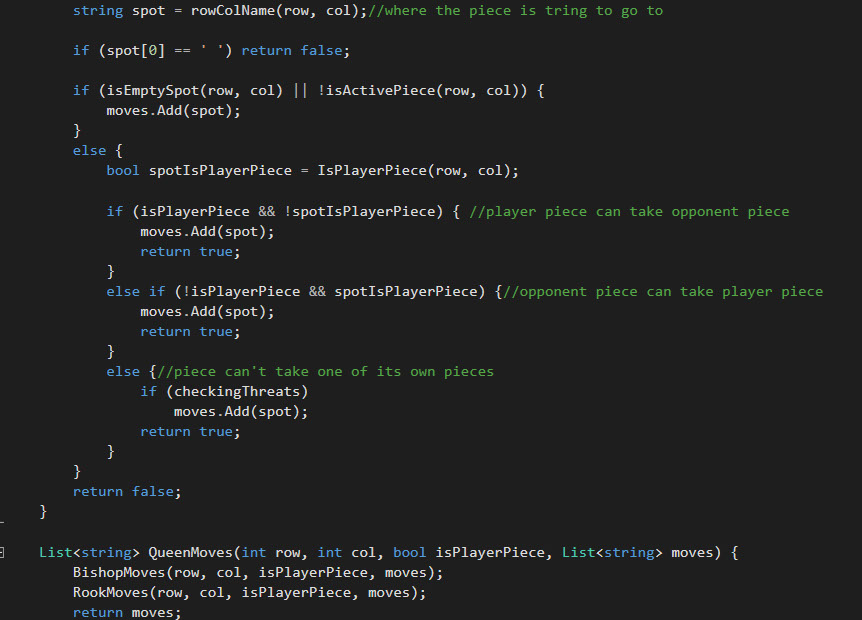 string spot = rowColName(row, col);//where the piece is tring to go to
if (spot[0] == ' ') return false;
if (isEmptySpot(row, col) || !isActivePiece(row, col)) {
moves.Add(spot);
}
else {
bool spotIsPlayerPiece = IsPlayerPiece(row, col);
if (isPlayerPiece && !spotIsPlayerPiece) { //player piece can take opponent piece
moves.Add(spot);
return true;
}
else if (!isPlayerPiece && spotIsPlayerPiece) {//opponent piece can take player piece
moves.Add(spot);
return true;
}
else {//piece can't take one of its own pieces
if (checkingThreats)
moves.Add(spot);
return true;
}
}
return false;
}
List<string> QueenMoves(int row, int col, bool isPlayerPiece, List<string> moves) {
BishopMoves(row, col, isPlayerPiece, moves);
RookMoves(row, col, isPlayerPiece, moves);
return moves;